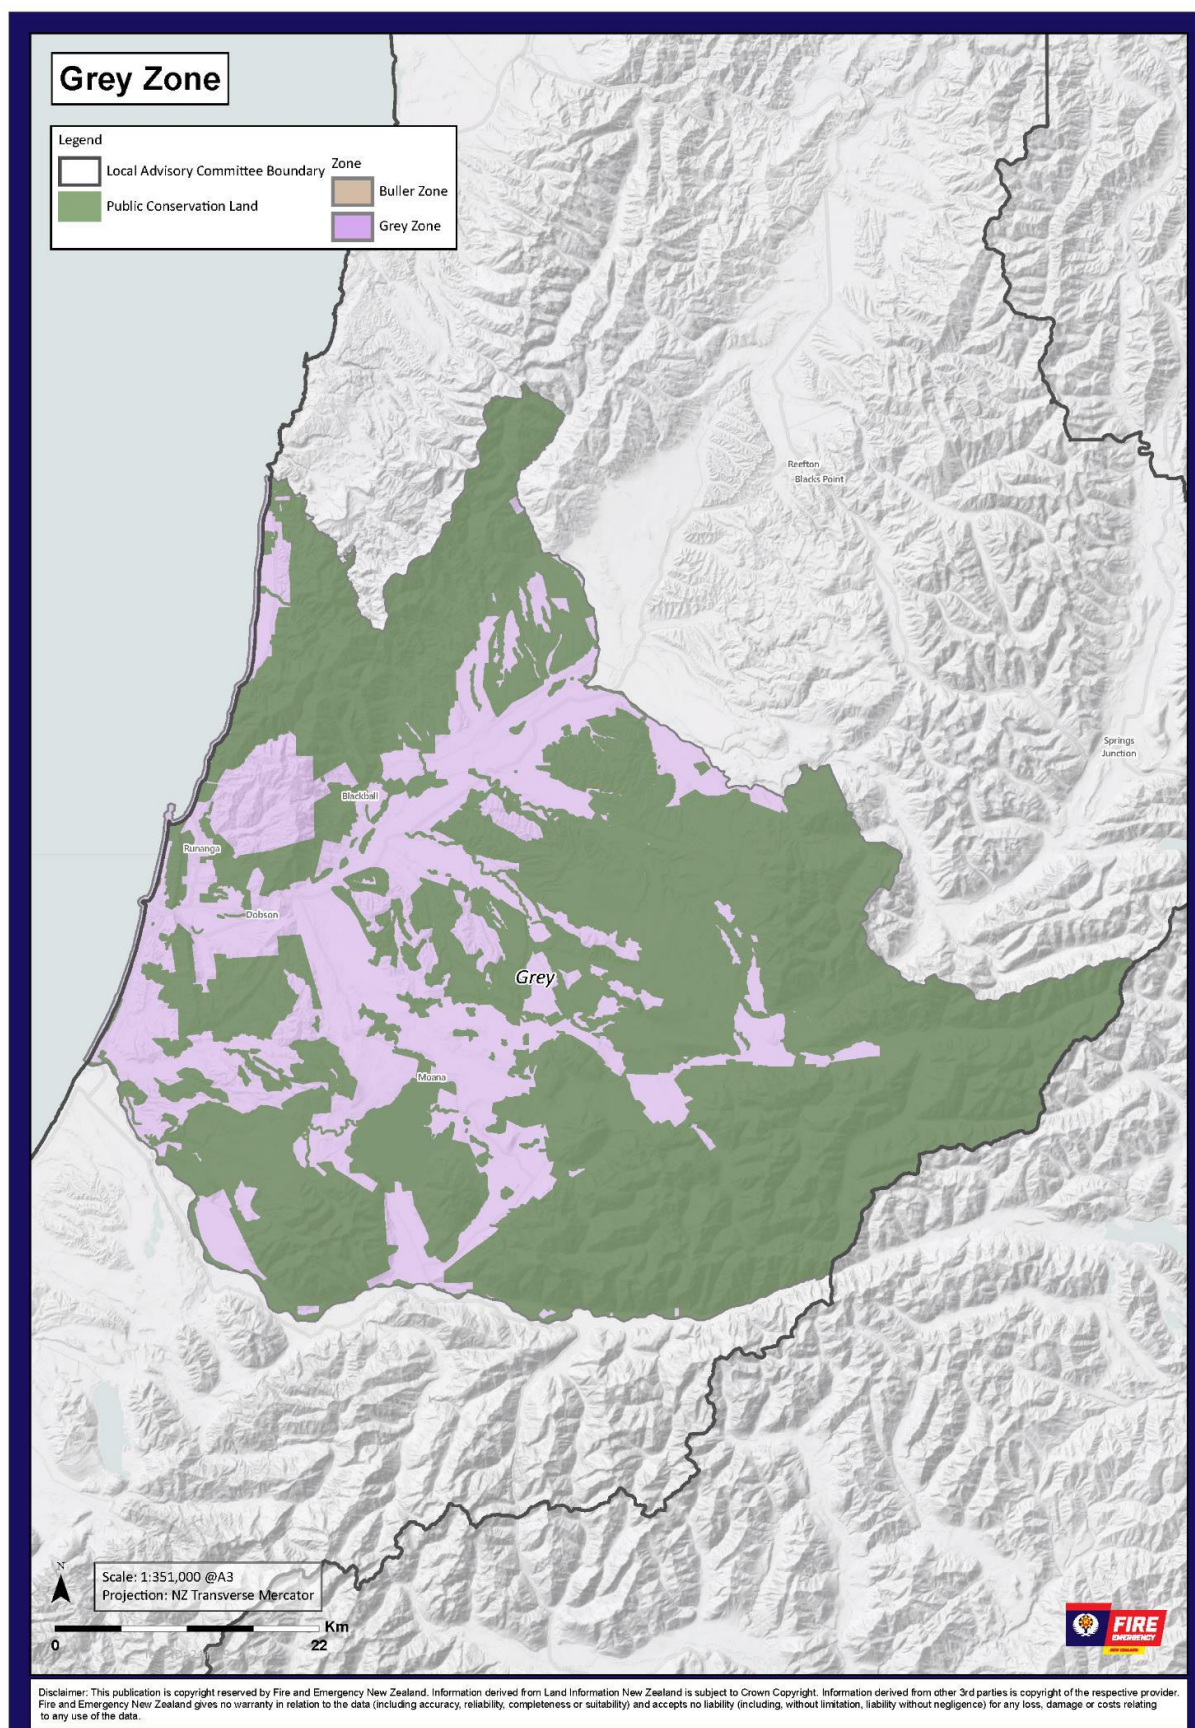 Grey Zone
Legend
Local Advisory Committee Boundary
Public Conservation Land
Zone
Buller Zone
Grey Zone
Reefton
Blacks Point
Springs
Junction
Blackball
Runanga
Dobson
Grey
Moana
N
Scale: 1:351,000 @A3
Projection: NZ Transverse Mercator
Km
0
22
FIRE
EMERGENCY
NEW ZEALAND
Disclaimer: This publication is copyright reserved by Fire and Emergency New Zealand. Information derived from Land Information New Zealand is subject to Crown Copyright. Information derived from other 3rd parties is copyright of the respective provider.
Fire and Emergency New Zealand gives no warranty in relation to the data (including accuracy, reliability, completeness or suitability) and accepts no liability (including, without limitation, liability without negligence) for any loss, damage or costs relating
to any use of the data.